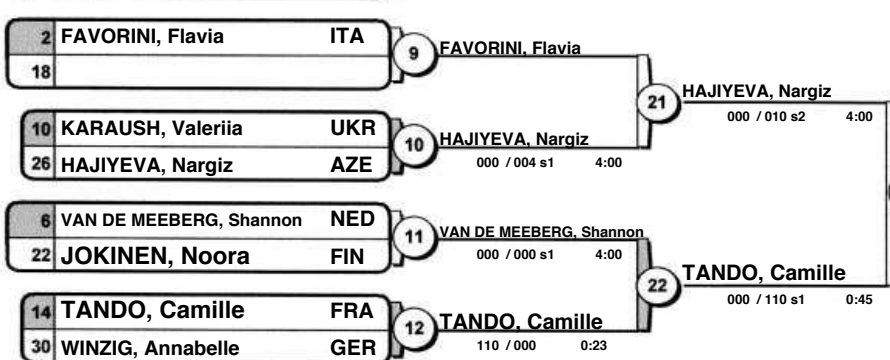 2 FAVORINI, Flavia ITA
18
9
FAVORINI, Flavia
10 KARAUSH, Valeriia UKR
26 HAJIYEVA, Nargiz AZE
10
HAJIYEVA, Nargiz
000 / 004 s1 4:00
21
HAJIYEVA, Nargiz
000 / 010 s2 4:00
6 VAN DE MEEBERG, Shannon NED
22 JOKINEN, Noora FIN
11
VAN DE MEEBERG, Shannon
000 / 000 s1 4:00
14 TANDO, Camille FRA
30 WINZIG, Annabelle GER
12
TANDO, Camille
110 / 000 0:23
22
TANDO, Camille
000 / 110 s1 0:45